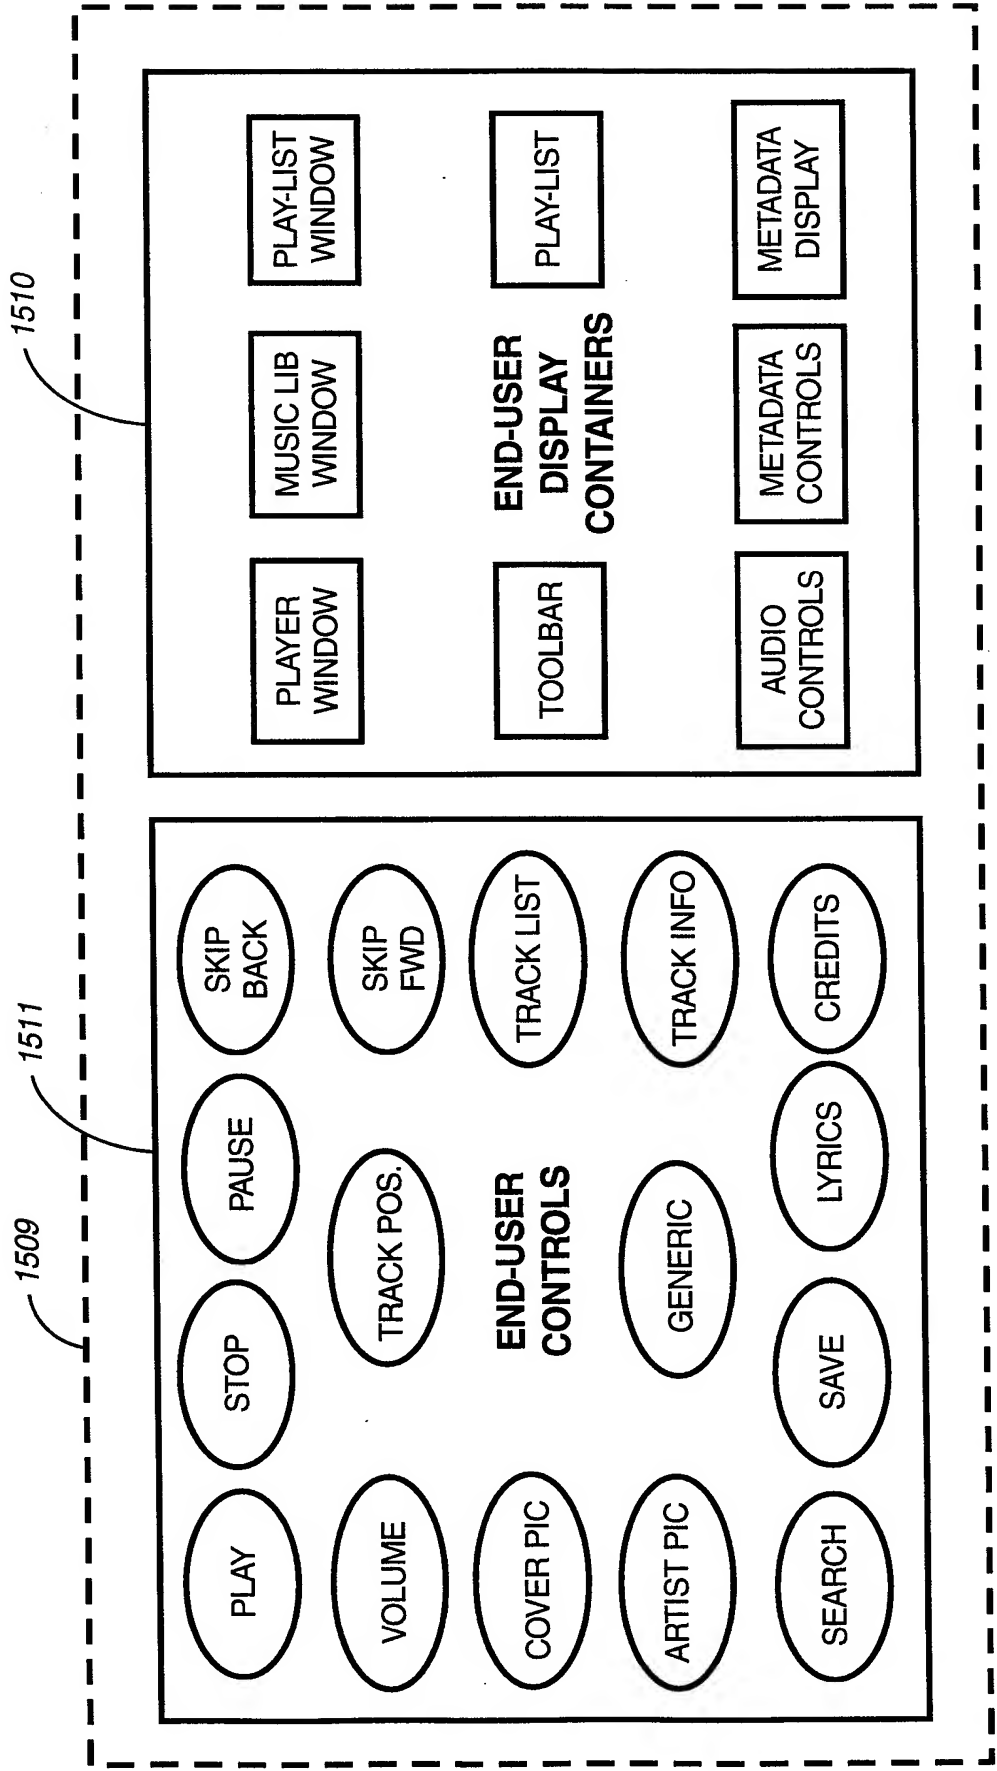 1509
1511
1510
PLAY
STOP
PAUSE
SKIP
BACK
VOLUME
TRACK POS.
SKIP
FWD
COVER PIC
END-USER
CONTROLS
TRACK LIST
ARTIST PIC
GENERIC
TRACK INFO
SEARCH
SAVE
LYRICS
CREDITS
PLAYER
WINDOW
MUSIC LIB
WINDOW
PLAY-LIST
WINDOW
TOOLBAR
END-USER
DISPLAY
CONTAINERS
PLAY-LIST
AUDIO
CONTROLS
METADATA
CONTROLS
METADATA
DISPLAY